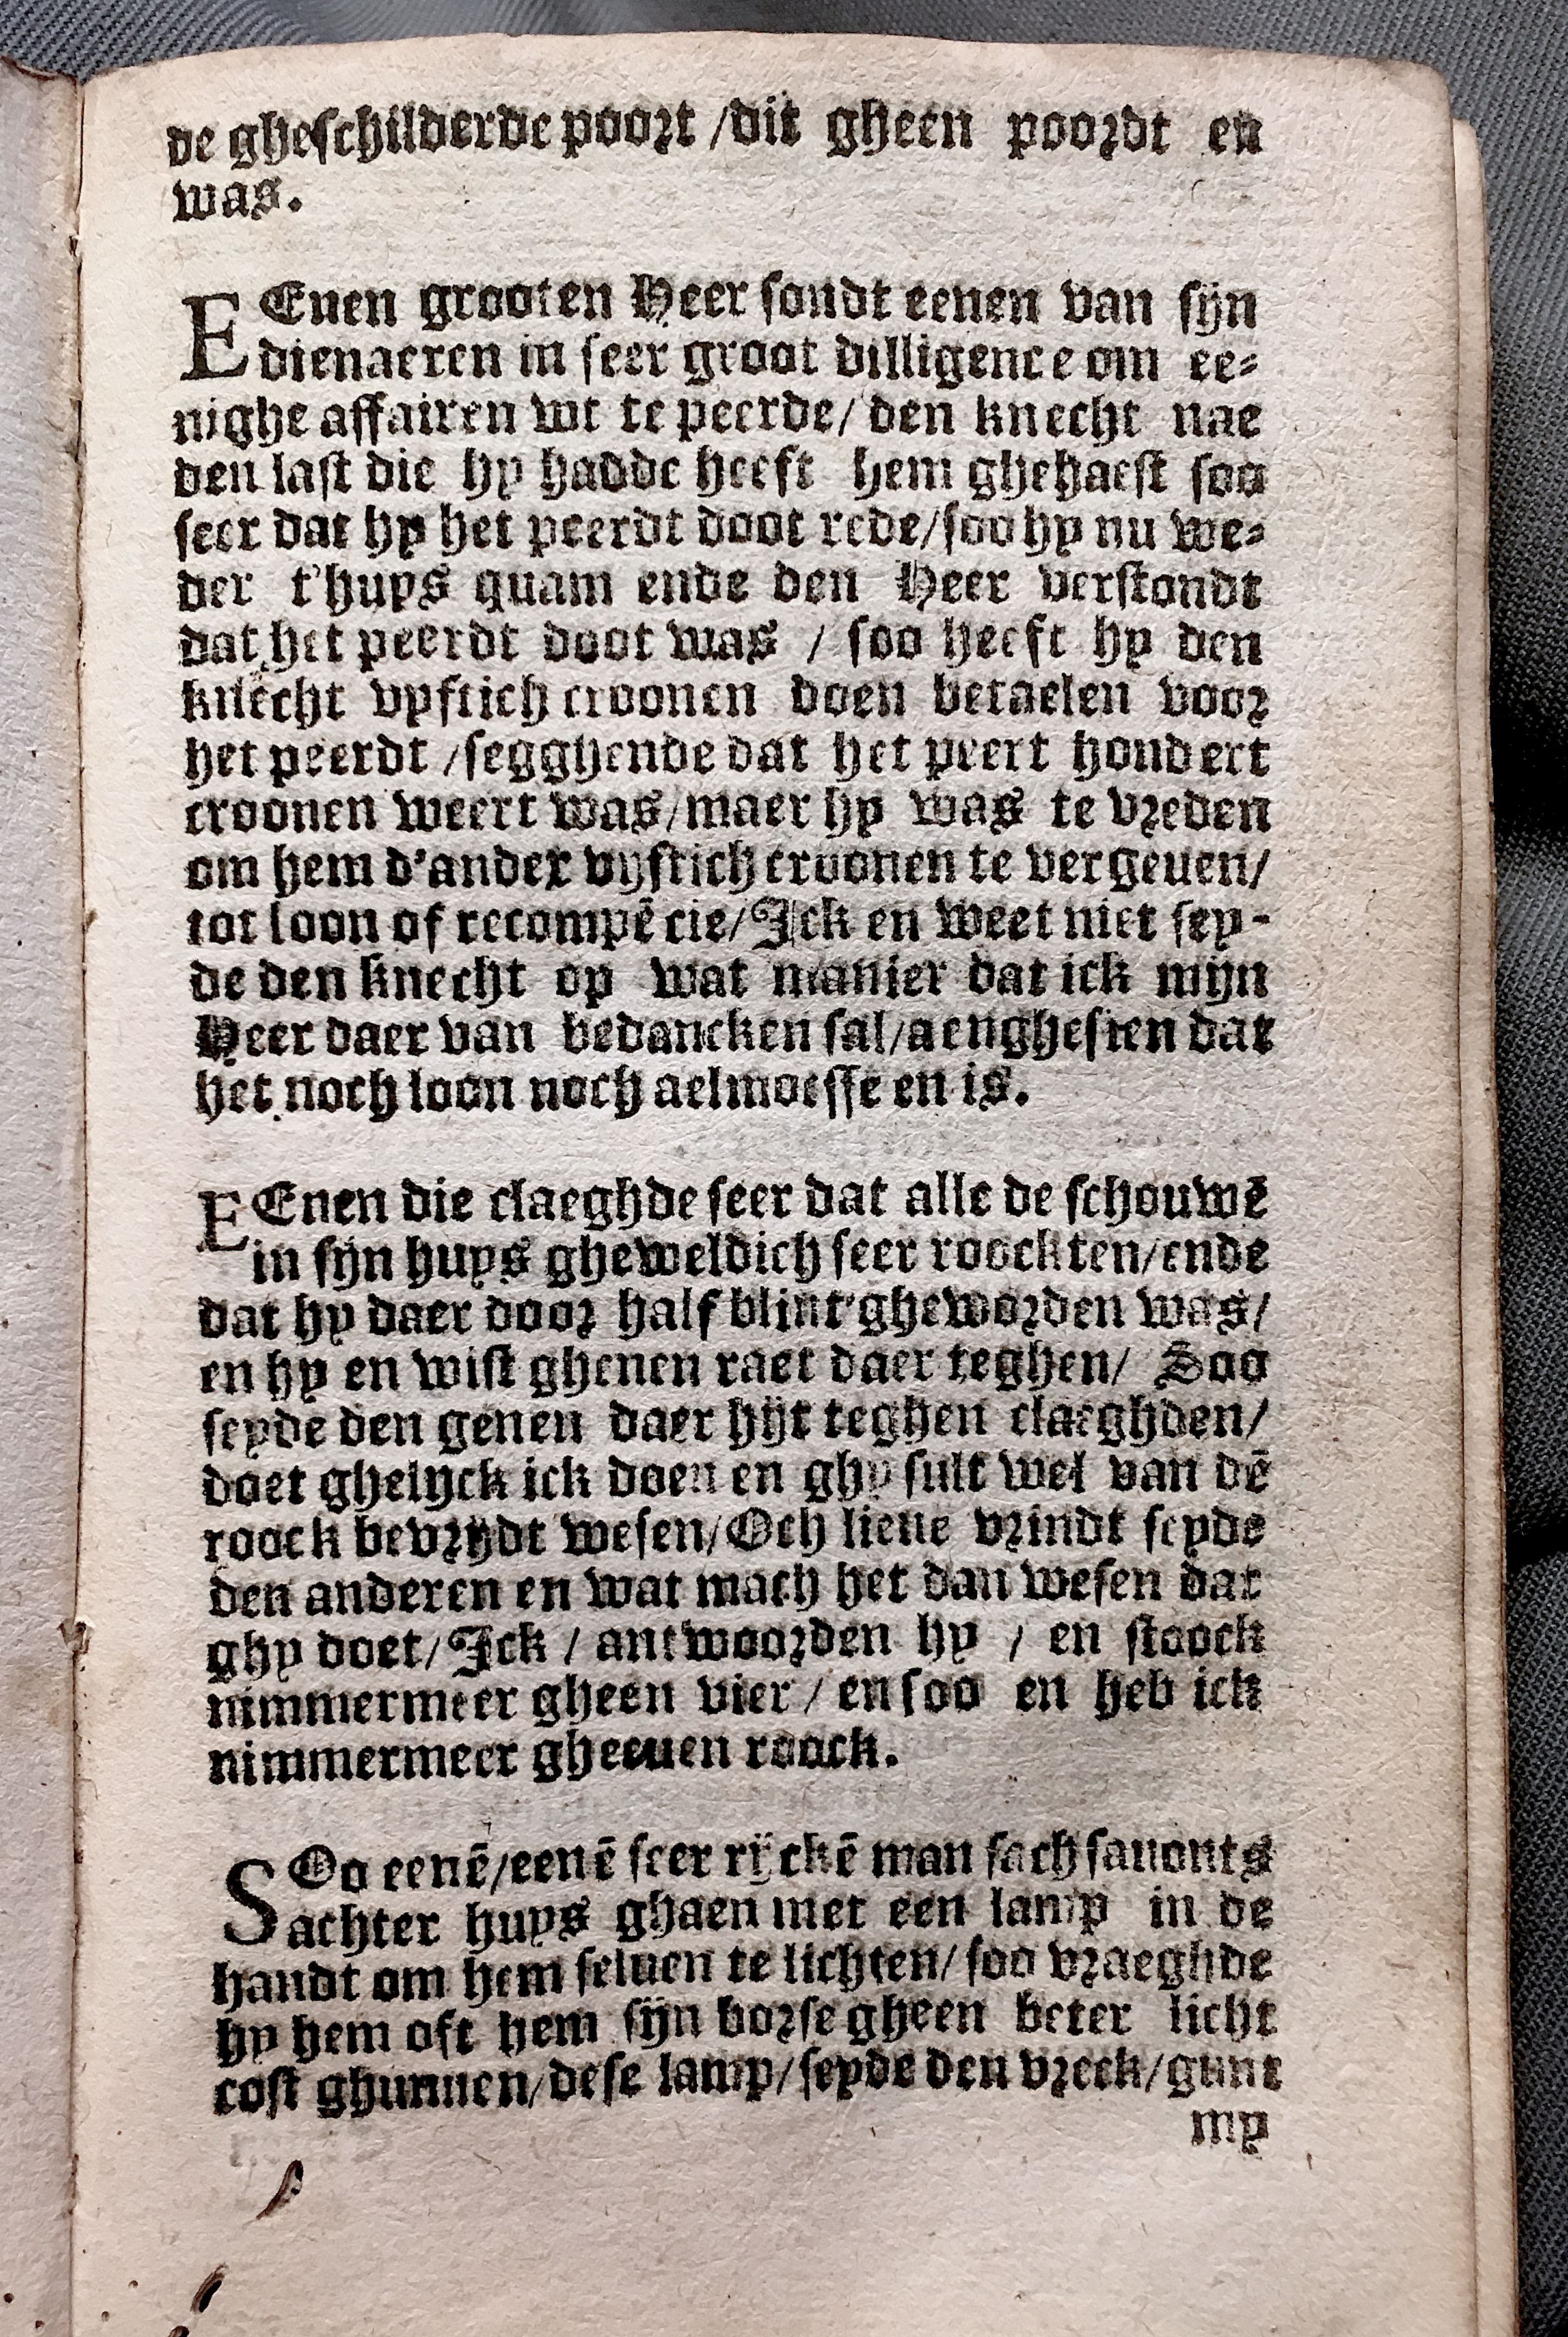 de gheschilderde poort /dit gheen poordt en
was.
EEnen grooten Heer sondt eenen van sijn
dienaeren in seer groot dilligence om ee-
nighe affairen wt te peerde/ den knecht nae
den last die hy hadde heeft hem ghehaest soo
seer dat hy het peerdt doot rede/soo hy nu we-
der t'huys quam ende den Heer verstondt
dat het peerdt doot was / soo heeft hy den
knecht vyftich croonen doen betaelen voor
het peerdt /segghende dat het peert hondert
croonen weert was/maer hy was te vreden
om hem d'ander vyftich croonen te vergeuen/
tot loon of recompē cie/Ick en weet niet sey-
de den knecht op wat manier dat ick mijn
Heer daer van bedancken sal/aenghesien dat
het noch loon noch aelmoesse en is.
EEnen die claeghde seer dat alle de schouwē
in sijn huys gheweldich seer roockten/ende
dat hy daer door half blint gheworden was/
en hy en wist ghenen raet daer teghen/ Soo
seyde den genen daer hijt teghen claeghden/
doet ghelyck ick doen en ghy sult wel van dē
roock bevrijdt wesen/Och lieue vrindt seyde
den anderen en wat mach het dan wesen dat
ghy doet/Ick / antwoorden hy / en stoock
nimmermeer gheen vier / en soo en heb ick
nimmermeer gheenen roock.
SOo eenē/eenē seer rijckē man sach sauonts
achter huys ghaen met een lamp in de
handt om hem seluen te lichten/ soo vraeghde
hy hem oft hem sijn borse gheen beter licht
cost ghunnen/dese lamp/seyde den vreck/gunt
my